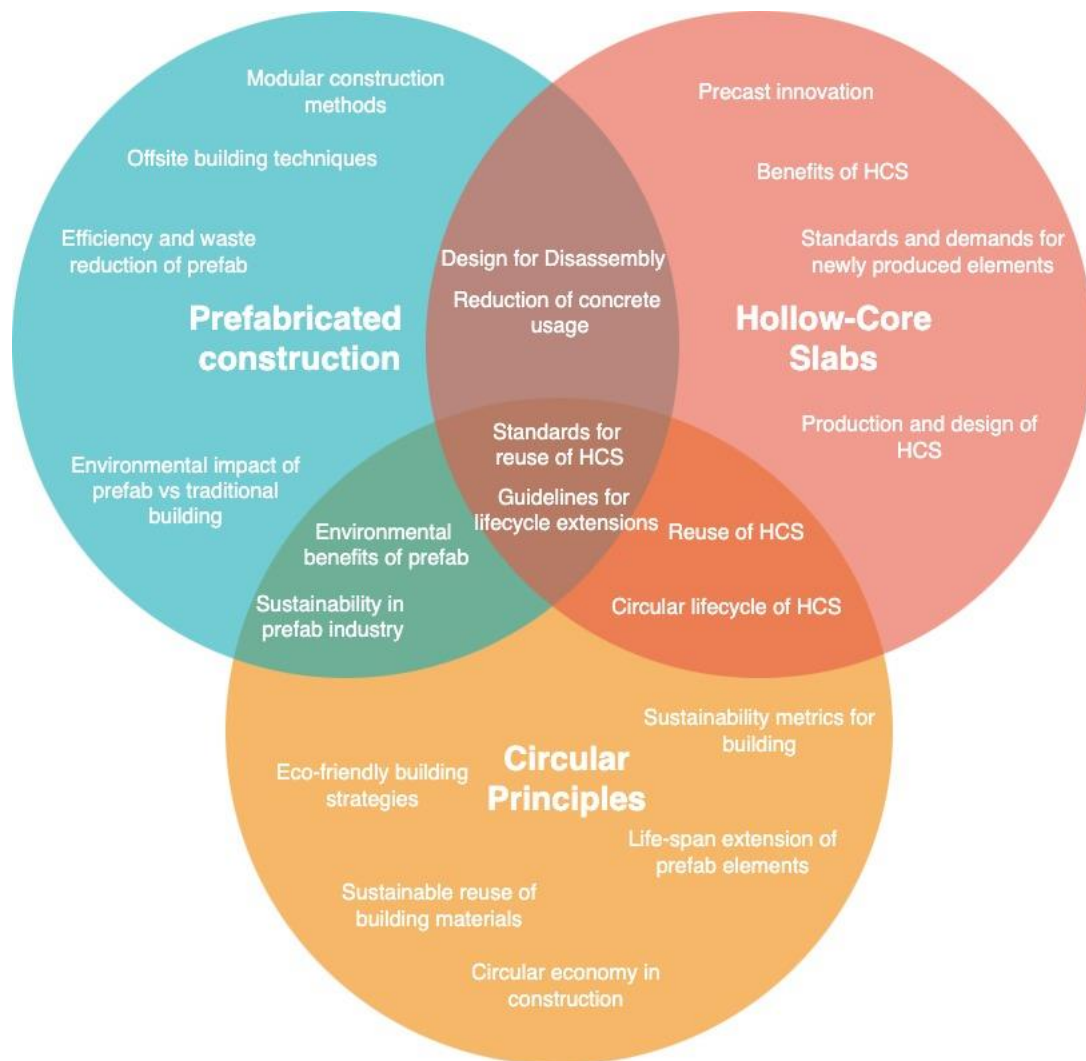 Modular construction
methods
Precast innovation
Offsite building techniques
Benefits of HCS
Efficiency and waste
reduction of prefab
Standards and demands for
newly produced elements
Design for Disassembly
Reduction of concrete
usage
Prefabricated
construction
Hollow-Core
Slabs
Production and design of
HCS
Standards for
reuse of HCS
Environmental impact of
prefab vs traditional
building
Guidelines for
lifecycle extensions
Environmental
benefits of prefab
Reuse of HCS
Sustainability in
prefab industry
Circular lifecycle of HCS
Sustainability metrics for
building
Circular
Principles
Eco-friendly building
strategies
Life-span extension of
prefab elements
Sustainable reuse of
building materials
Circular economy in
construction